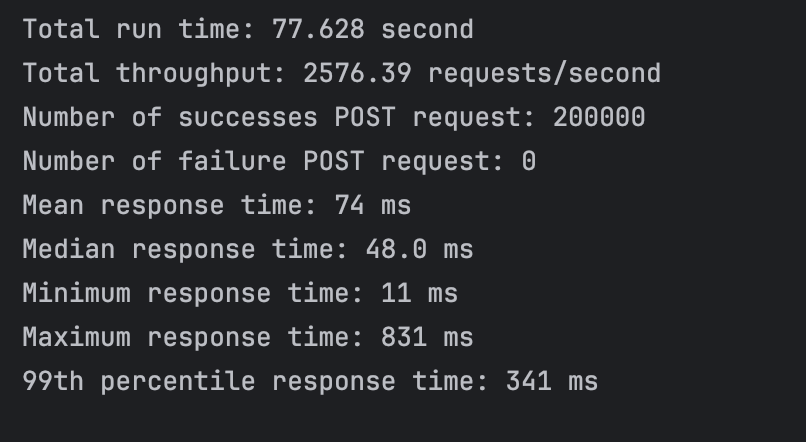 Total run time: 77.628 second
Total throughput: 2576.39 requests/second
Number of successes POST request: 200000
Number of failure POST request: 0
Mean response time: 74 ms
Median response time: 48.0 ms
Minimum response time: 11 ms
Maximum response time: 831 ms
99th percentile response time: 341 ms